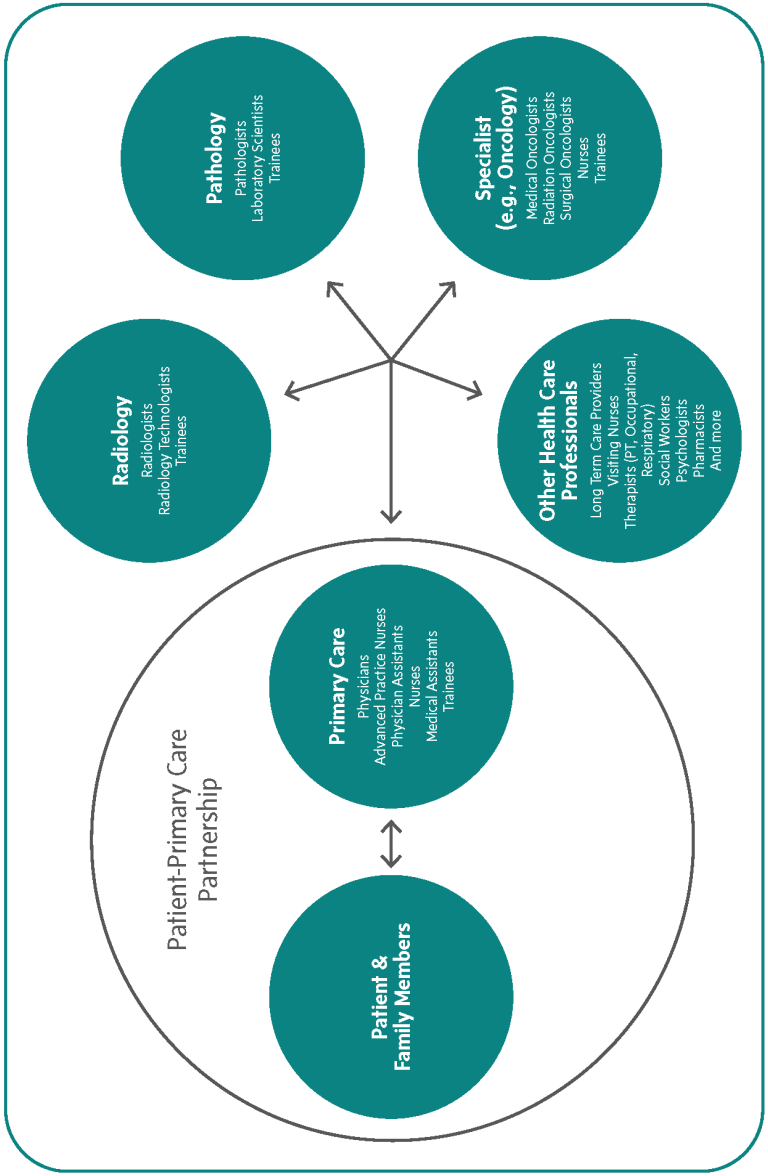 Patient-Primary Care
Partnership
Patient &
Family Members
Primary Care
Physicians
Advanced Practice Nurses
Physician Assistants
Nurses
Medical Assistants
Trainees
Radiology
Radiologists
Radiology Technologists
Trainees
Pathology
Pathologists
Laboratory Scientists
Trainees
Specialist
(e.g., Oncology)
Medical Oncologists
Radiation Oncologists
Surgical Oncologists
Nurses
Trainees
Other Health Care
Professionals
Long Term Care Providers
Visiting Nurses
Therapists (PT, Occupational,
Respiratory)
Social Workers
Psychologists
Pharmacists
And more